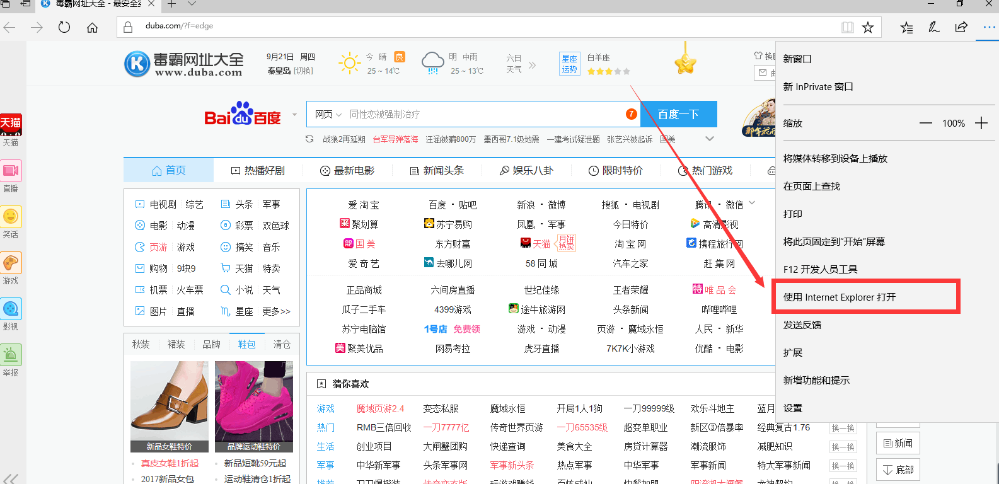 毒霸网址大全 - 最安全
duba.com/?f=edge
毒霸网址大全
www.duba.com
9月21日 周四
秦皇岛 [切换]
今 晴 良
25 ~ 14℃
明 中雨
25 ~ 13℃
六日
天气
星座
运势
白羊座
Bai du 百度
网页
同性恋被强制治疗
7
百度一下
战狼2再延期 台军导弹落海 汪涵被骗800万 墨西哥7.1级地震 一建考试疑泄题 张艺兴被起诉 国美
首页 热播好剧 最新电影 新闻头条 娱乐八卦 限时特价 热门游戏
天猫
天猫
直播
笑话
游戏
影视
举报
电视剧 综艺 头条 军事
电影 动漫 彩票 双色球
页游 游戏 搞笑 音乐
购物 9块9 天猫 特卖
机票 火车票 小说 天气
图片 直播 星座 更多>>
爱淘宝 百度・贴吧 新浪・微博 搜狐・电视剧 腾讯・微信
聚 聚划算 苏宁易购 凤凰・军事 今日特价 高清影视
国美 东方财富 天猫 月饼热卖 淘宝网 携程旅行网
爱奇艺 去哪儿网 58同城 汽车之家 赶集网
正品商城 六间房直播 世纪佳缘 王者荣耀 特 唯品会
瓜子二手车 4399游戏 途牛旅游网 头条新闻 哔哩哔哩
苏宁电脑馆 1号店 免费领 游戏・动漫 页游・魔域永恒 人民・新华
美 聚美优品 网易考拉 虎牙直播 7K7K小游戏 优酷・电影
秋装 裙装 品牌 鞋包 清仓
新品女鞋特价 品牌运动鞋特价
真皮女鞋1折起 新品短靴59元起
2017新品女包 运动鞋清仓1折起
猜你喜欢
游戏 魔域页游2.4 变态私服 魔域永恒 开局1人1狗 一刀99999级 欢乐斗地主 蓝月
热门 RMB三倍回收 一刀7777亿 传奇世界页游 一刀65535级 超变单职业 新区③倍暴率 经典复古1.76 换一换
生活 创业项目 大闸蟹团购 快递查询 美食大全 房贷计算器 潮流服饰 减肥知识 换一换
军事 中华新军事 头条军事网 军事新头条 热点军事 中华军事 军事新闻 特大军事新闻 换一换
新闻
底部
新窗口
新 InPrivate 窗口
缩放 100%
将媒体转移到设备上播放
在页面上查找
打印
将此页固定到"开始"屏幕
F12 开发人员工具
使用 Internet Explorer 打开
发送反馈
扩展
新增功能和提示
设置